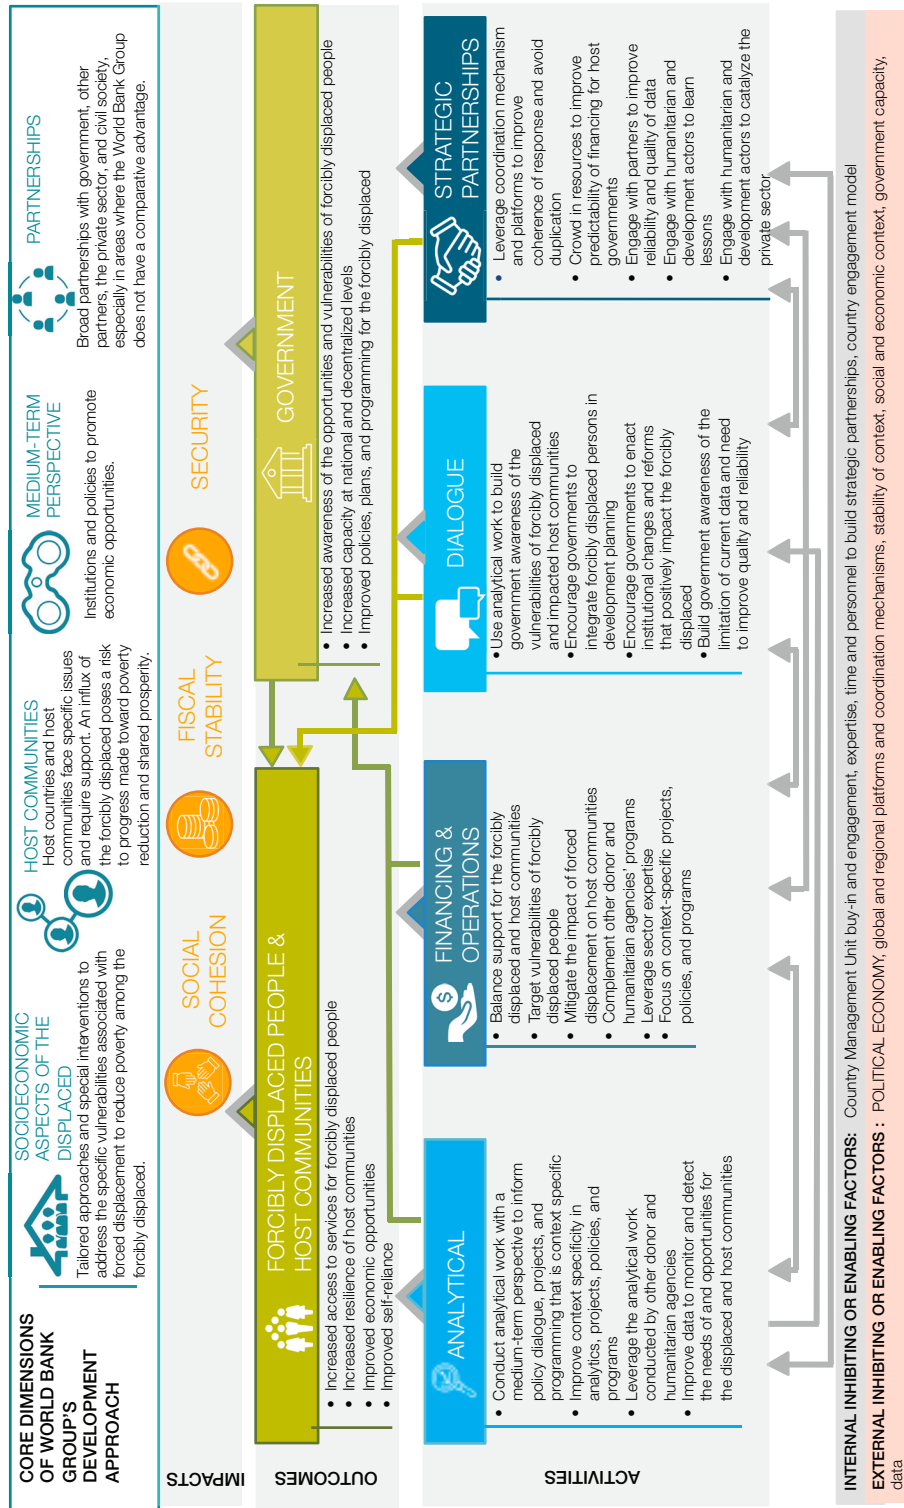 CORE DIMENSIONS
OF WORLD BANK
GROUP'S
DEVELOPMENT
APPROACH
SOCIOECONOMIC
ASPECTS OF THE
DISPLACED
Tailored approaches and special interventions to
address the specific vulnerabilities associated with
forced displacement to reduce poverty among the
forcibly displaced.
HOST COMMUNITIES
Host countries and host
communities face specific issues
and require support. An influx of
the forcibly displaced poses a risk
to progress made toward poverty
reduction and shared prosperity.
MEDIUM-TERM
PERSPECTIVE
Institutions and policies to promote
economic opportunities.
PARTNERSHIPS
Broad partnerships with government, other
partners, the private sector, and civil society,
especially in areas where the World Bank Group
does not have a comparative advantage.
IMPACTS
SOCIAL
COHESION
FISCAL
STABILITY
SECURITY
OUTCOMES
FORCIBLY DISPLACED PEOPLE &
HOST COMMUNITIES
• Increased access to services for forcibly displaced people
• Increased resilience of host communities
• Improved economic opportunities
• Improved self-reliance
GOVERNMENT
• Increased awareness of the opportunities and vulnerabilities of forcibly displaced people
• Increased capacity at national and decentralized levels
• Improved policies, plans, and programming for the forcibly displaced
ACTIVITIES
ANALYTICAL
• Conduct analytical work with a
medium-term perspective to inform
policy dialogue, projects, and
programming that is context specific
• Improve context specificity in
analytics, projects, policies, and
programs
• Leverage the analytical work
conducted by other donor and
humanitarian agencies
• Improve data to monitor and detect
the needs of and opportunities for
the displaced and host communities
FINANCING &
OPERATIONS
• Balance support for the forcibly
displaced and host communities
• Target vulnerabilities of forcibly
displaced people
• Mitigate the impact of forced
displacement on host communities
• Complement other donor and
humanitarian agencies' programs
• Leverage sector expertise
• Focus on context-specific projects,
policies, and programs
DIALOGUE
• Use analytical work to build
government awareness of the
vulnerabilities of forcibly displaced
and impacted host communities
• Encourage governments to
integrate forcibly displaced persons in
development planning
• Encourage governments to enact
institutional changes and reforms
that positively impact the forcibly
displaced
• Build government awareness of the
limitation of current data and need
to improve quality and reliability
STRATEGIC
PARTNERSHIPS
• Leverage coordination mechanism
and platforms to improve
coherence of response and avoid
duplication
• Crowd in resources to improve
predictability of financing for host
governments
• Engage with partners to improve
reliability and quality of data
• Engage with humanitarian and
development actors to learn
lessons
• Engage with humanitarian and
development actors to catalyze the
private sector
INTERNAL INHIBITING OR ENABLING FACTORS: Country Management Unit buy-in and engagement, expertise, time and personnel to build strategic partnerships, country engagement model
EXTERNAL INHIBITING OR ENABLING FACTORS : POLITICAL ECONOMY, global and regional platforms and coordination mechanisms, stability of context, social and economic context, government capacity,
data